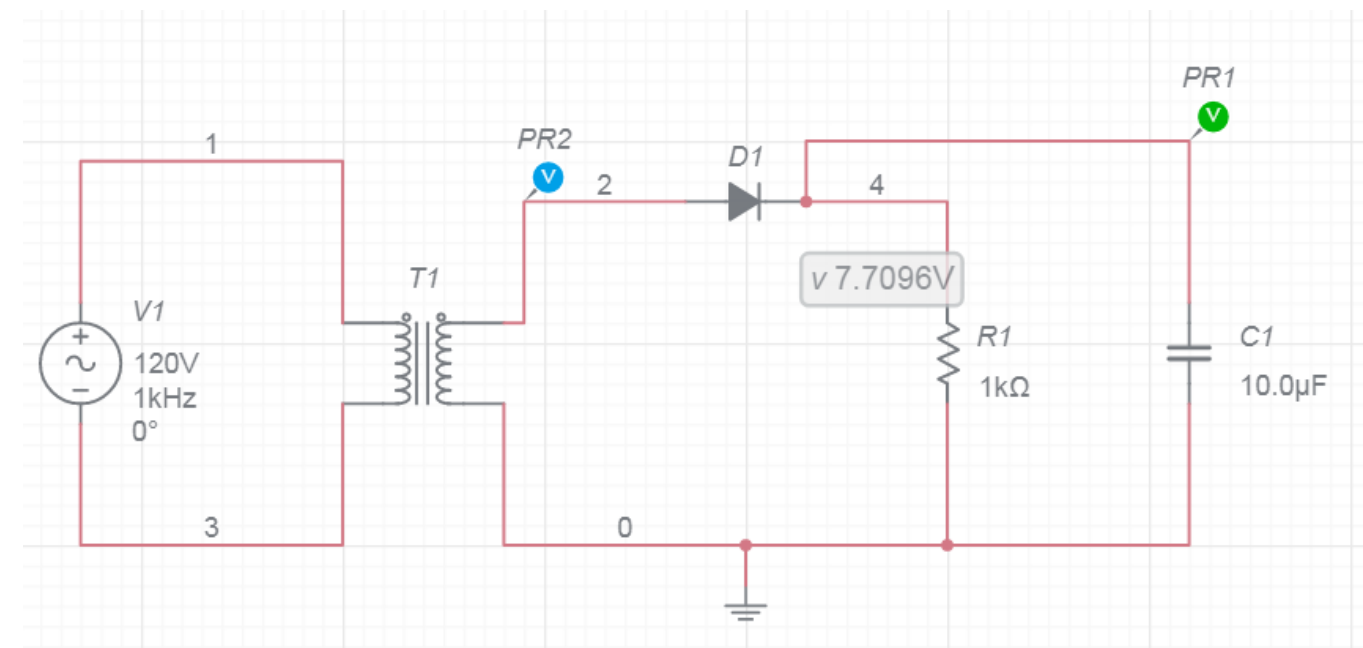 PR1
V
1
PR2
V
2
D1
4
T1
v 7.7096V
V1
120V
1kHz
0°
R1
1kΩ
C1
10.0µF
3
0